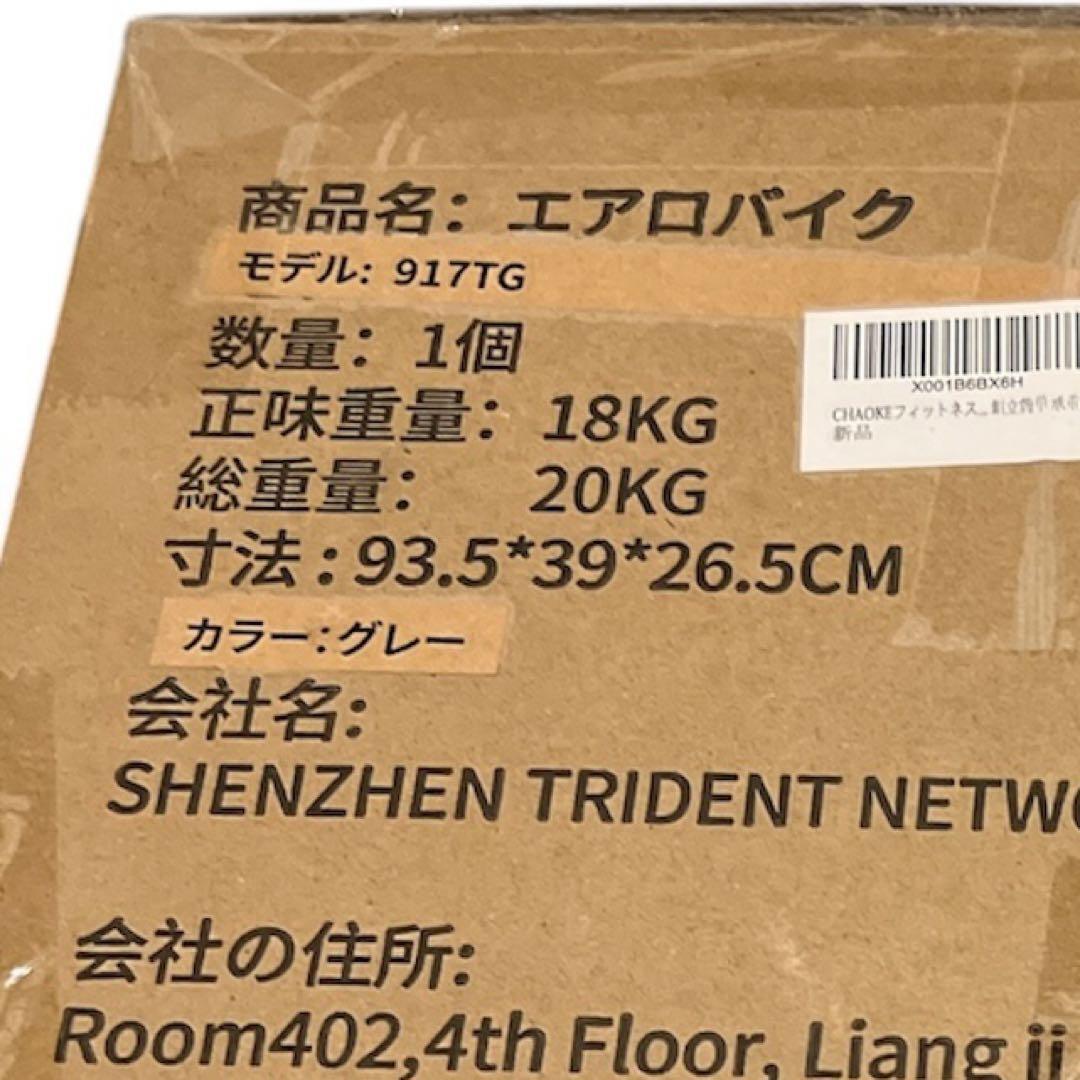 商品名：エアロバイク
モデル：917TG
数量：1個
X001B6BX6H
正味重量：18KG
CHAOKEフィットネス
新品
総重量： 20KG
寸法：93.5*39*26.5CM
カラー：グレー
会社名：
SHENZHEN TRIDENT
会社の住所：
Room402,4th Floor, Liang